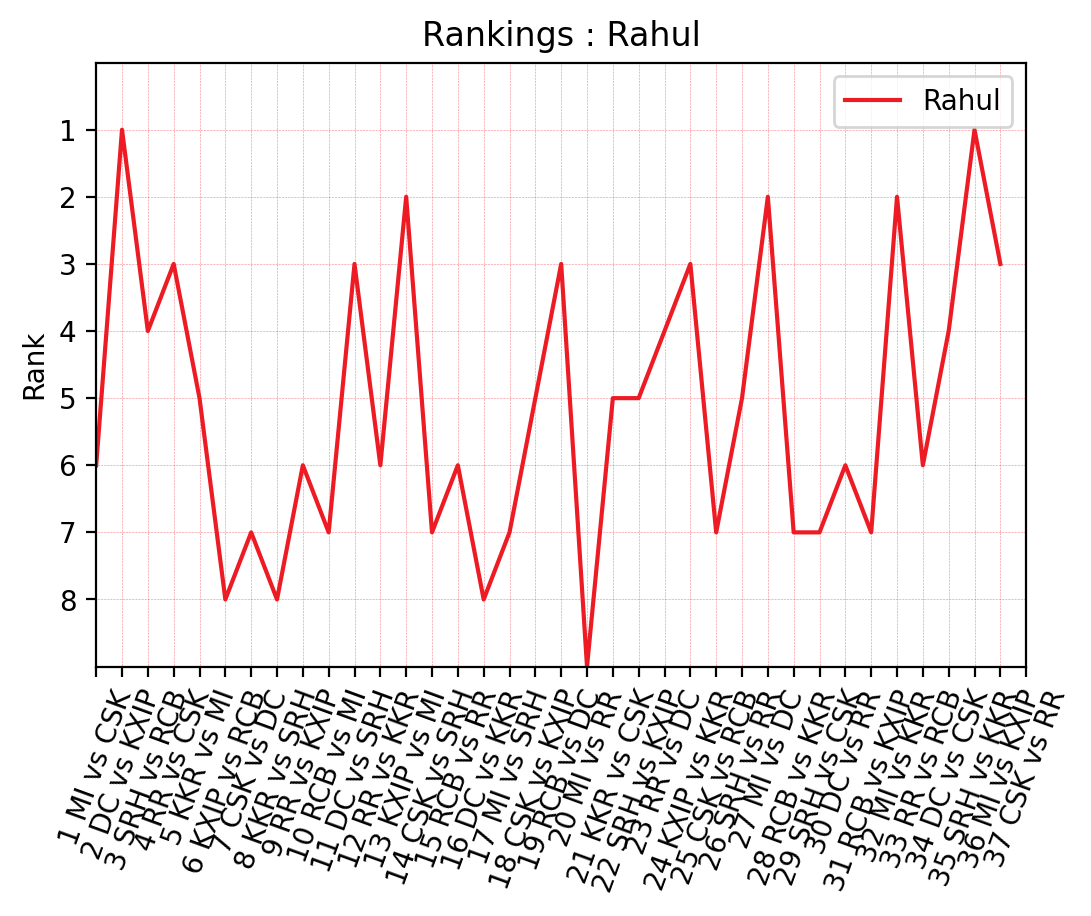 Rankings : Rahul
Rahul
Rank
1
2
3
4
5
6
7
8
1 MI vs CSK
2 DC vs KXIP
3 SRH vs RCB
4 RR vs CSK
5 KKR vs MI
6 KXIP vs RCB
7 CSK vs DC
8 KKR vs SRH
9 RR vs KXIP
10 RCB vs MI
11 DC vs SRH
12 RR vs KKR
13 KXIP vs MI
14 CSK vs SRH
15 RCB vs RR
16 DC vs KKR
17 MI vs SRH
18 CSK vs KXIP
19 RCB vs DC
20 MI vs RR
21 KKR vs CSK
22 SRH vs KXIP
23 RR vs DC
24 KXIP vs KKR
25 CSK vs RCB
26 SRH vs RR
27 MI vs DC
28 RCB vs KKR
29 SRH vs CSK
30 DC vs RR
31 RCB vs KXIP
32 MI vs KKR
33 RR vs RCB
34 DC vs CSK
35 SRH vs KKR
36 MI vs KXIP
37 CSK vs RR